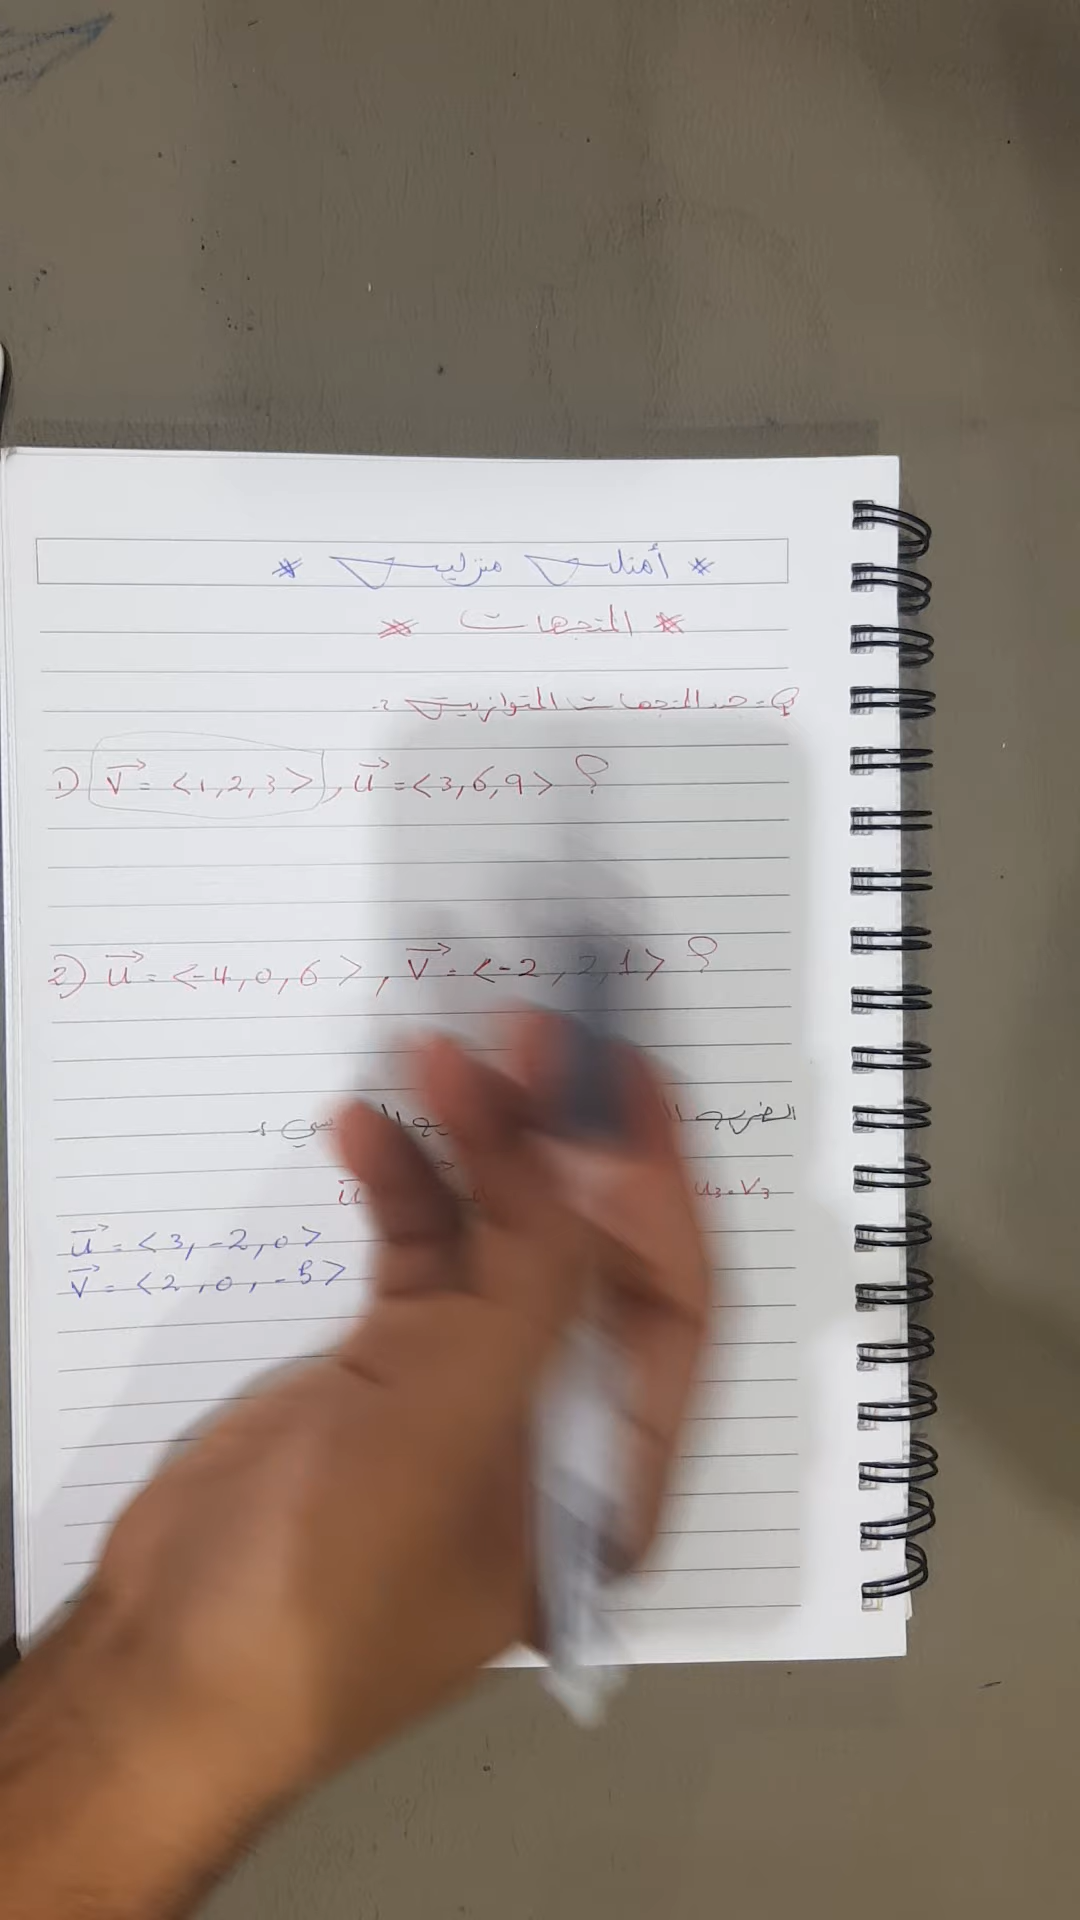 * أمثلة منزلية *
* المتجهات *
Q- حدد المتجهات المتوازية :-
1) V = <1,2,3>, u = <3,6,9> ؟
2) u = <-4,0,6>, V = <-2,2,1> ؟
الضرب
u u₃.V₃
u = <3,-2,0>
V = <2,0,-5>